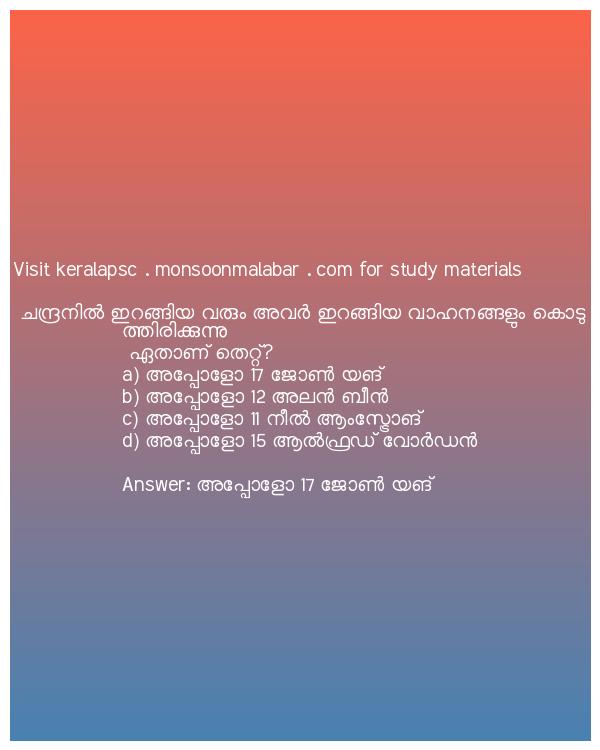 Visit keralapsc . monsoonmalabar . com for study materials
ചന്ദ്രനിൽ ഇറങ്ങിയ വരും അവർ ഇറങ്ങിയ വാഹനങ്ങളും കൊടു
ത്തിരിക്കുന്നു
ഏതാണ് തെറ്റ്?
a) അപ്പോളോ 17 ജോൺ യങ്
b) അപ്പോളോ 12 അലൻ ബീൻ
c) അപ്പോളോ 11 നീൽ ആംസ്ട്രോങ്
d) അപ്പോളോ 15 ആൽഫ്രഡ് വോർഡൻ
Answer: അപ്പോളോ 17 ജോൺ യങ്